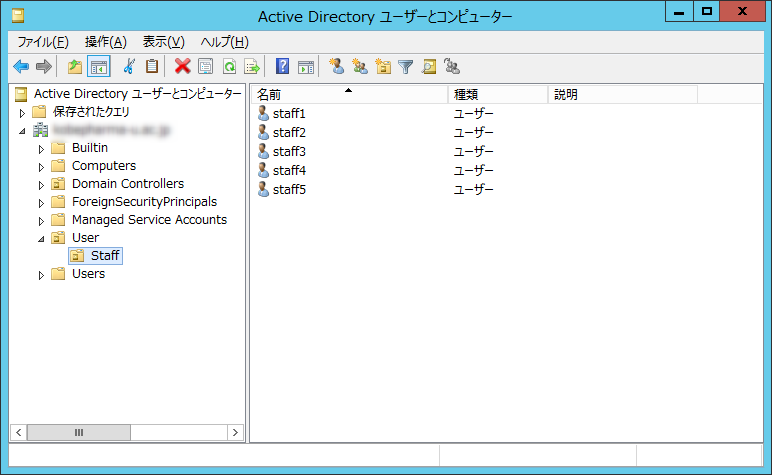 Active Directory ユーザーとコンピューター
ファイル(F) 操作(A) 表示(V) ヘルプ(H)
Active Directory ユーザーとコンピューター
保存されたクエリ
Builtin
Computers
Domain Controllers
ForeignSecurityPrincipals
Managed Service Accounts
User
Staff
Users
名前 種類 説明
staff1 ユーザー
staff2 ユーザー
staff3 ユーザー
staff4 ユーザー
staff5 ユーザー